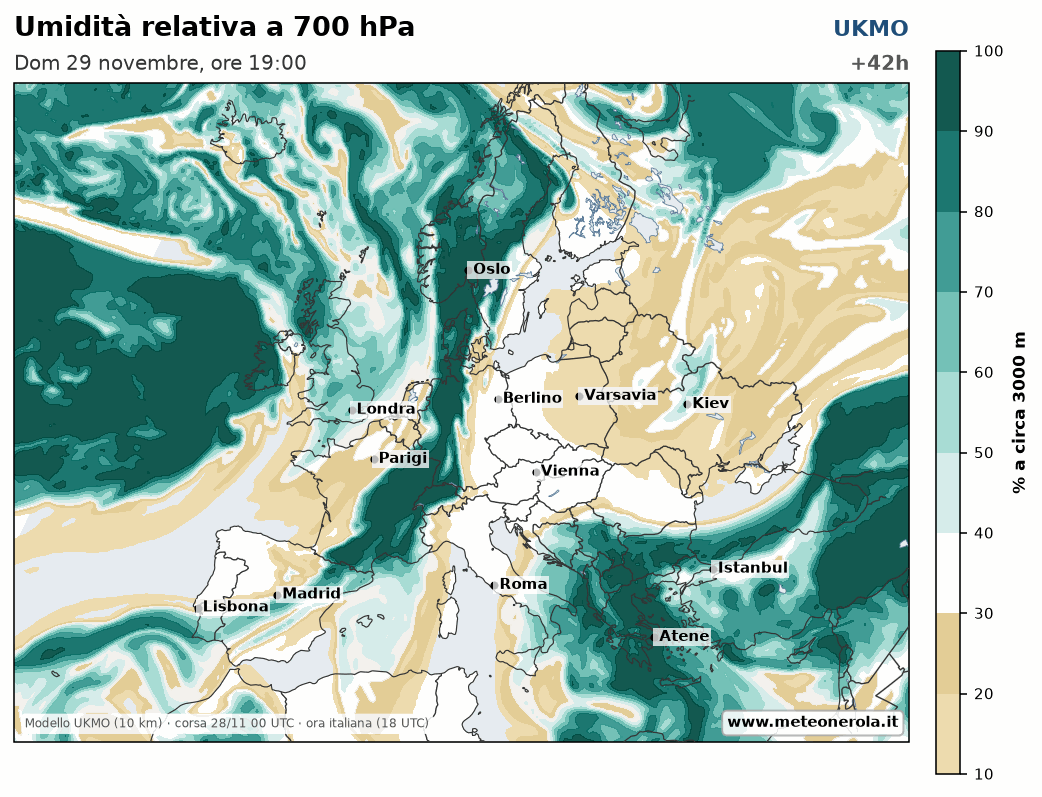 Umidità relativa a 700 hPa
UKMO
Dom 29 novembre, ore 19:00
+42h
100
90
80
70
60
50
40
30
20
10
% a circa 3000 m
Oslo
Londra
Berlino
Varsavia
Kiev
Parigi
Vienna
Istanbul
Roma
Madrid
Lisbona
Atene
Modello UKMO (10 km) · corsa 28/11 00 UTC · ora italiana (18 UTC)
www.meteonerola.it